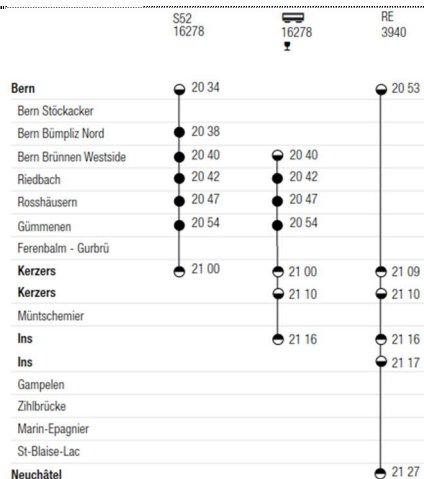 S52 RE
16278 16278 3940
Bern 20 34 20 53
Bern Stöckacker
Bern Bümpliz Nord 20 38
Bern Brünnen Westside 20 40 20 40
Riedbach 20 42 20 42
Rosshäusern 20 47 20 47
Gümmenen 20 54 20 54
Ferenbalm - Gurbrü
Kerzers 21 00 21 00 21 09
Kerzers 21 10 21 10
Müntschemier
Ins 21 16 21 16
Ins 21 17
Gampelen
Zihlbrücke
Marin-Epagnier
St-Blaise-Lac
Neuchâtel 21 27